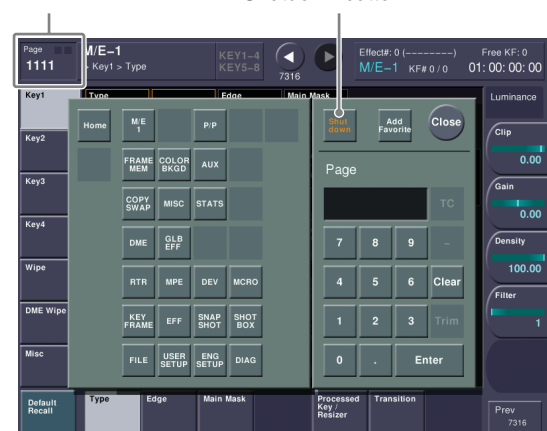 Page
1111
M/E–1
> Key1 > Type
KEY1–4
KEY5–8
7316
Effect#: 0 (--------)
Free KF: 0
M/E–1 KF# 0 / 0
01: 00: 00: 00
Key1
Key2
Key3
Key4
Wipe
DME Wipe
Misc
Default
Recall
Type
Edge
Main Mask
Home
M/E
1
P/P
FRAME
MEM
COLOR
BKGD
AUX
COPY
SWAP
MISC
STATS
DME
GLB
EFF
RTR
MPE
DEV
MCRO
KEY
FRAME
EFF
SNAP
SHOT
SHOT
BOX
FILE
USER
SETUP
ENG
SETUP
DIAG
Shut
down
Add
Favorite
Close
Page
TC
7
8
9
–
4
5
6
Clear
1
2
3
Trim
0
.
Enter
Luminance
Clip
0.00
Gain
0.00
Density
100.00
Filter
1
Type
Edge
Main Mask
Processed
Key /
Resizer
Transition
Prev
7316